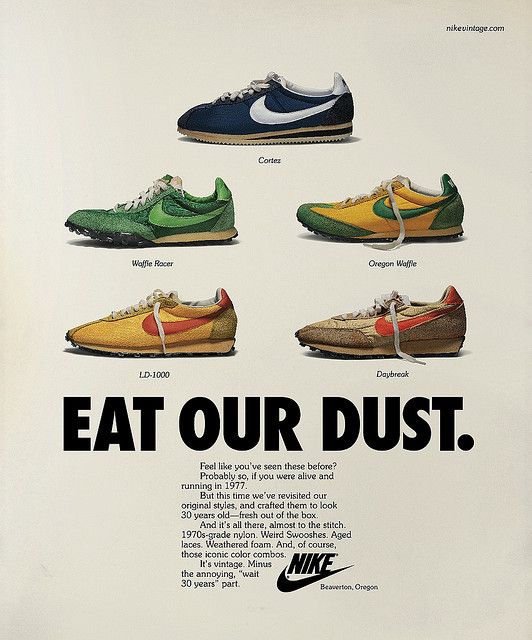 nikevintage.com
Cortez
Waffle Racer
Oregon Waffle
LD-1000
Daybreak
EAT OUR DUST.
Feel like you've seen these before?
Probably so, if you were alive and
running in 1977.
But this time we've revisited our
original styles, and crafted them to look
30 years old—fresh out of the box.
And it's all there, almost to the stitch.
1970s-grade nylon. Weird Swooshes. Aged
laces. Weathered foam. And, of course,
those iconic color combos.
It's vintage. Minus
the annoying, "wait
30 years" part.
NIKE
Beaverton, Oregon